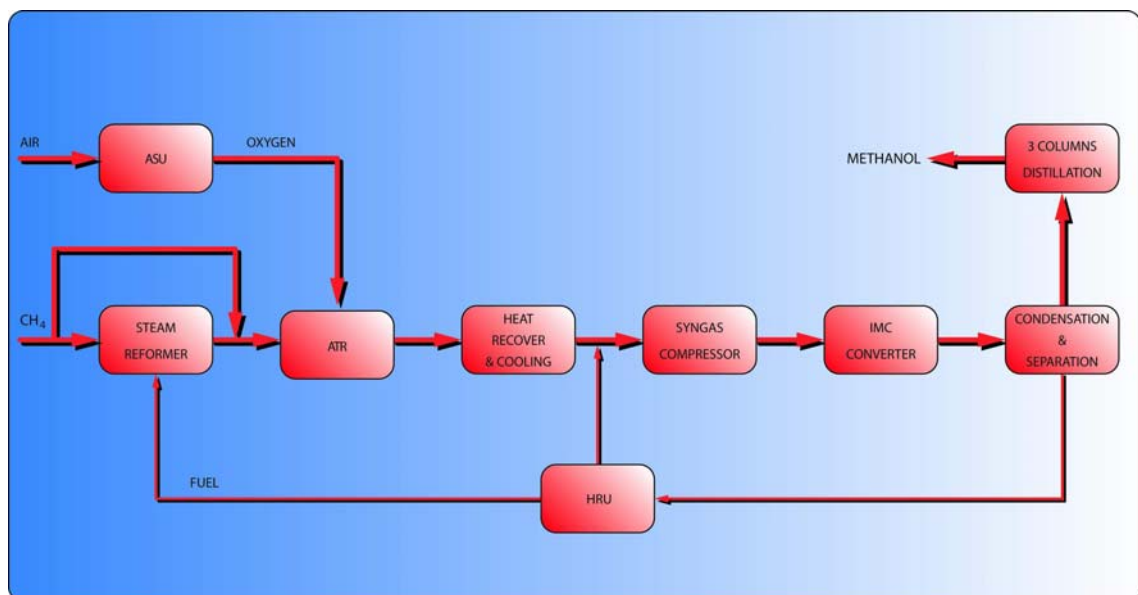 AIR
ASU
OXYGEN
METHANOL
3 COLUMNS
DISTILLATION
CH₄
STEAM
REFORMER
ATR
HEAT
RECOVER
& COOLING
SYNGAS
COMPRESSOR
IMC
CONVERTER
CONDENSATION
&
SEPARATION
FUEL
HRU